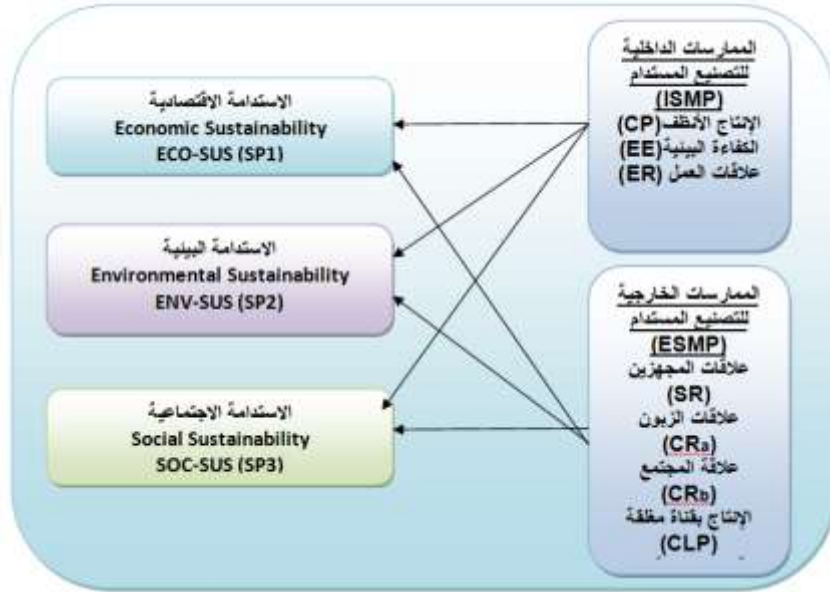 الممارسات الداخلية
للتصنيع المستدام
(ISMP)
الإنتاج الأنظف(CP)
الكفاءة البيئية(EE)
علاقات العمل (ER)
الاستدامة الاقتصادية
Economic Sustainability
ECO-SUS (SP1)
الاستدامة البيئية
Environmental Sustainability
ENV-SUS (SP2)
الاستدامة الاجتماعية
Social Sustainability
SOC-SUS (SP3)
الممارسات الخارجية
للتصنيع المستدام
(ESMP)
علاقات المجهزين
(SR)
علاقات الزبون
(CRa)
علاقة المجتمع
(CRb)
الإنتاج بقناة مغلقة
(CLP)